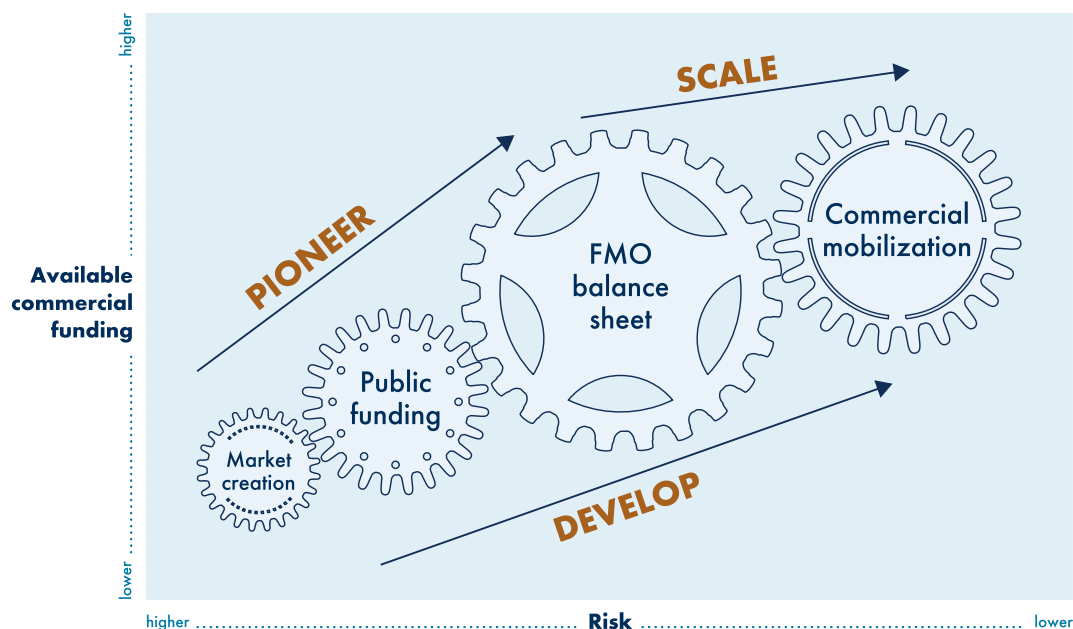 higher
SCALE
PIONEER
Commercial
mobilization
FMO
balance
sheet
Available
commercial
funding
Public
funding
Market
creation
DEVELOP
lower
higher
Risk
lower